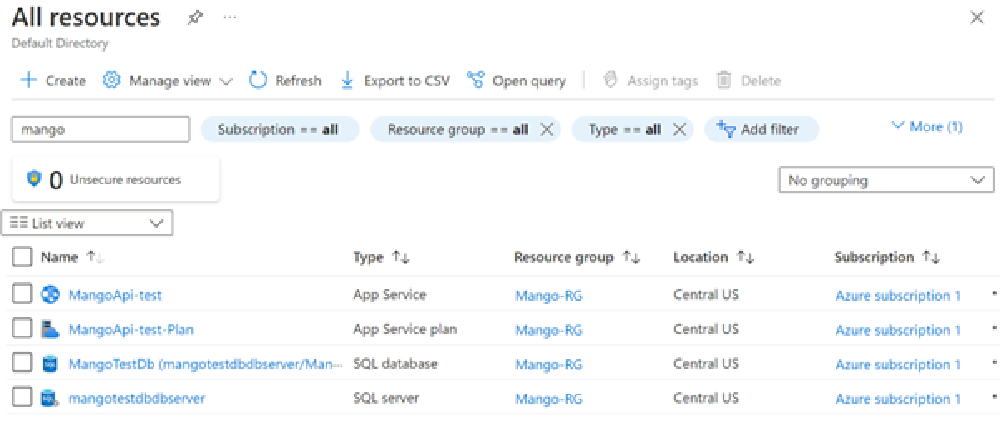 All resources
Default Directory
Create Manage view Refresh Export to CSV Open query Assign tags Delete
mango Subscription == all Resource group == all Type == all Add filter More (1)
0 Unsecure resources
No grouping
List view
Name Type Resource group Location Subscription
MangoApi-test App Service Mango-RG Central US Azure subscription 1
MangoApi-test-Plan App Service plan Mango-RG Central US Azure subscription 1
MangoTestDb (mangotestdbdbserver/Man... SQL database Mango-RG Central US Azure subscription 1
mangotestdbdbserver SQL server Mango-RG Central US Azure subscription 1